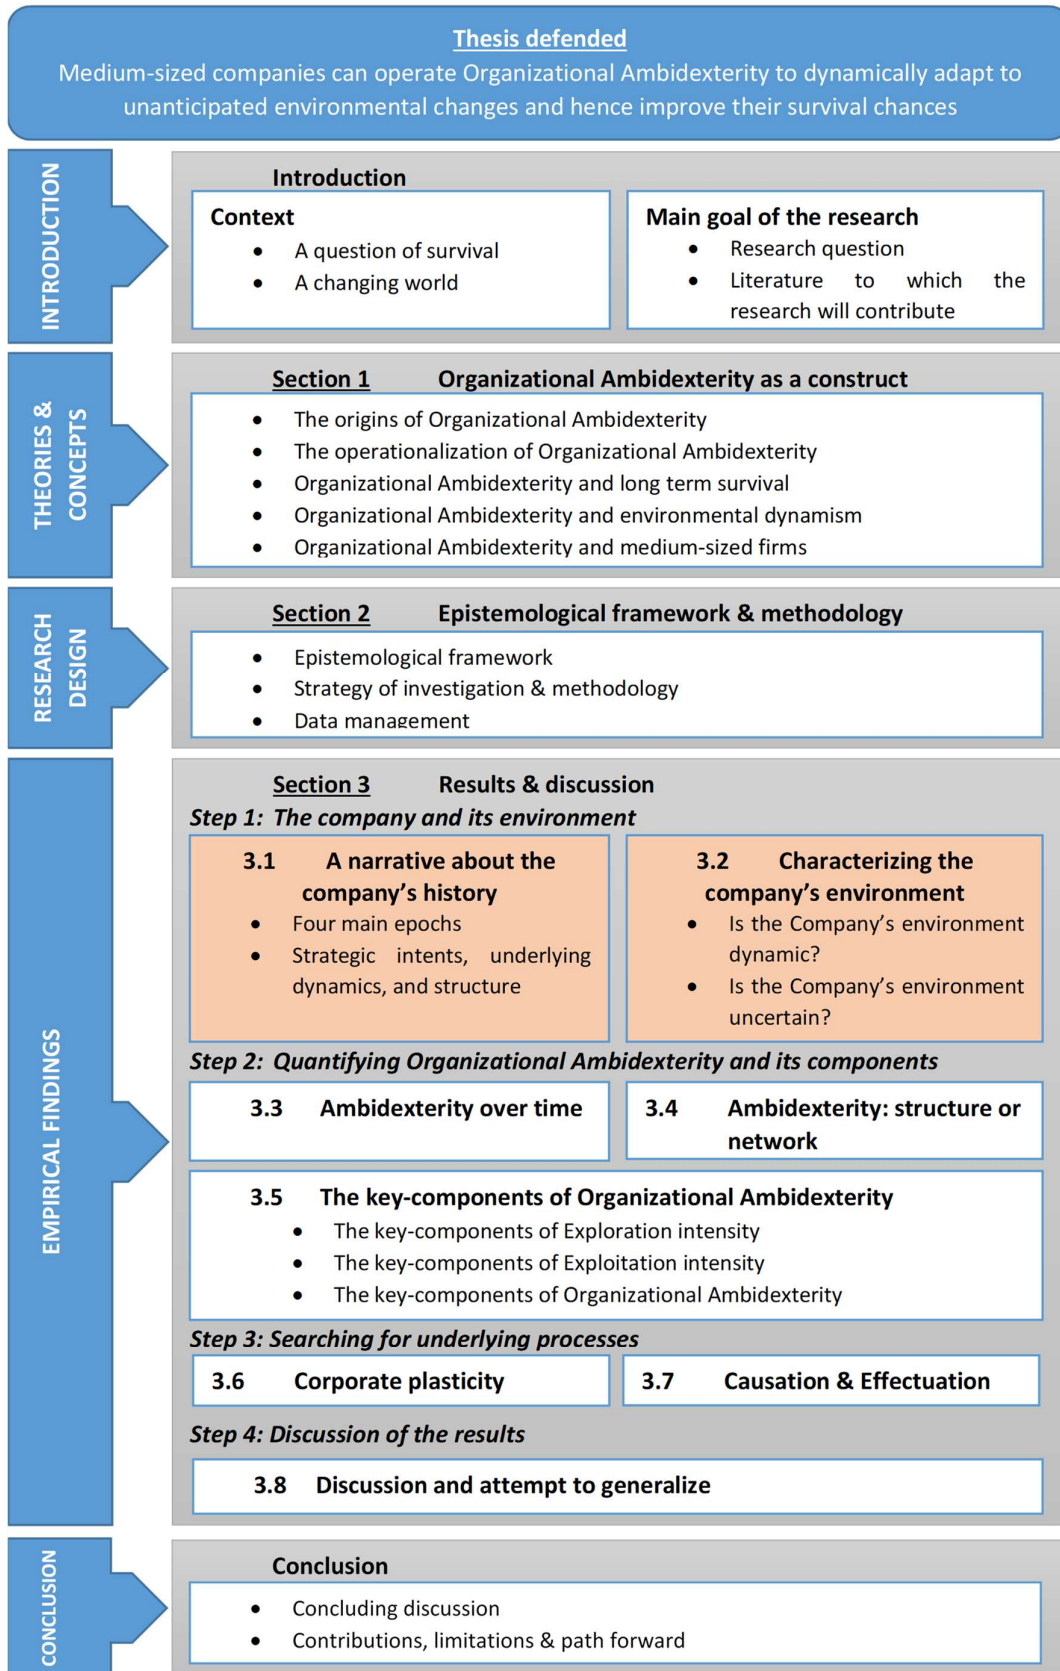 Thesis defended
Medium-sized companies can operate Organizational Ambidexterity to dynamically adapt to
unanticipated environmental changes and hence improve their survival chances
INTRODUCTION
Introduction
Context
• A question of survival
• A changing world
Main goal of the research
• Research question
• Literature to which the
research will contribute
THEORIES &
CONCEPTS
Section 1 Organizational Ambidexterity as a construct
• The origins of Organizational Ambidexterity
• The operationalization of Organizational Ambidexterity
• Organizational Ambidexterity and long term survival
• Organizational Ambidexterity and environmental dynamism
• Organizational Ambidexterity and medium-sized firms
RESEARCH
DESIGN
Section 2 Epistemological framework & methodology
• Epistemological framework
• Strategy of investigation & methodology
• Data management
EMPIRICAL FINDINGS
Section 3 Results & discussion
Step 1: The company and its environment
3.1 A narrative about the
company's history
• Four main epochs
• Strategic intents, underlying
dynamics, and structure
3.2 Characterizing the
company's environment
• Is the Company's environment
dynamic?
• Is the Company's environment
uncertain?
Step 2: Quantifying Organizational Ambidexterity and its components
3.3 Ambidexterity over time
3.4 Ambidexterity: structure or
network
3.5 The key-components of Organizational Ambidexterity
• The key-components of Exploration intensity
• The key-components of Exploitation intensity
• The key-components of Organizational Ambidexterity
Step 3: Searching for underlying processes
3.6 Corporate plasticity
3.7 Causation & Effectuation
Step 4: Discussion of the results
3.8 Discussion and attempt to generalize
CONCLUSION
Conclusion
• Concluding discussion
• Contributions, limitations & path forward